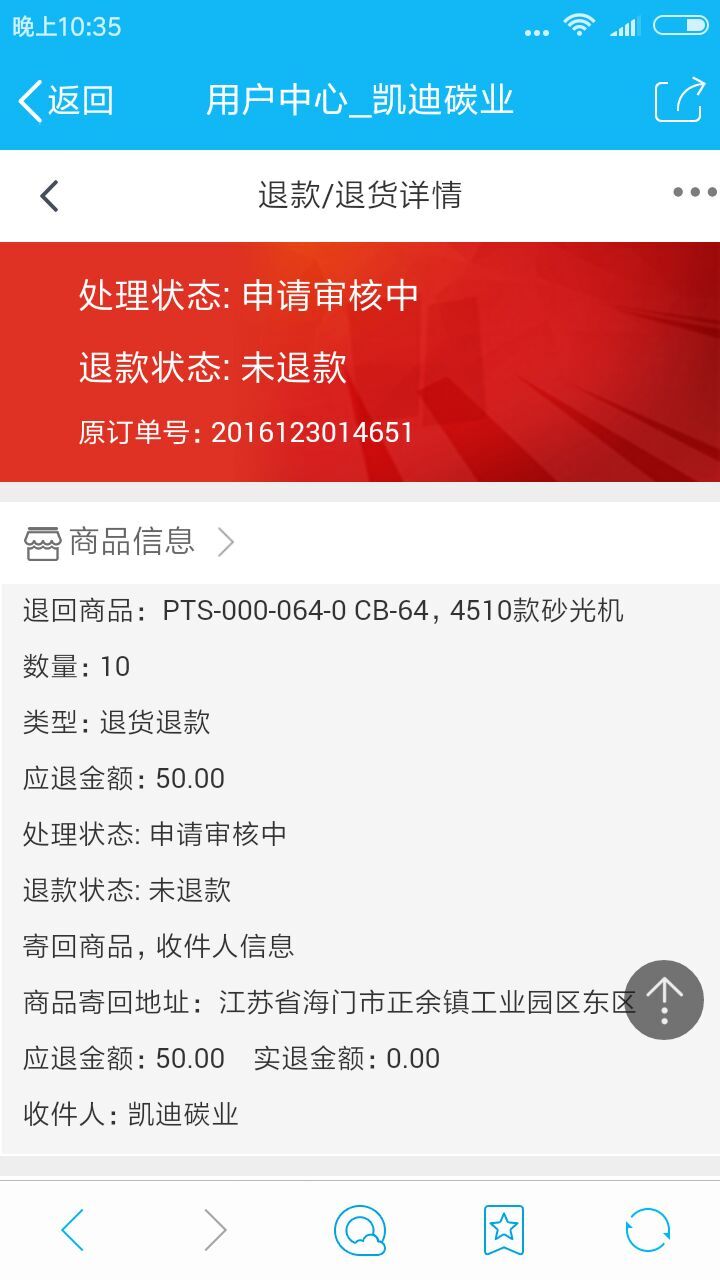 晚上10:35
返回
用户中心_凯迪碳业
退款/退货详情
处理状态: 申请审核中
退款状态: 未退款
原订单号: 2016123014651
商品信息
退回商品: PTS-000-064-0 CB-64, 4510款砂光机
数量: 10
类型: 退货退款
应退金额: 50.00
处理状态: 申请审核中
退款状态: 未退款
寄回商品, 收件人信息
商品寄回地址: 江苏省海门市正余镇工业园区东区
应退金额: 50.00 实退金额: 0.00
收件人: 凯迪碳业